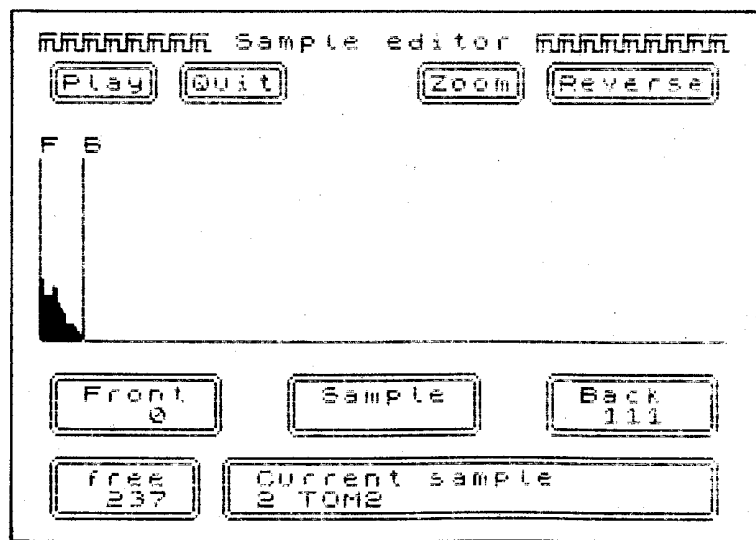 Sample editor
Play Quit Zoom Reverse
F B
Front Sample Back
0 111
free Current sample
237 2 TOM2